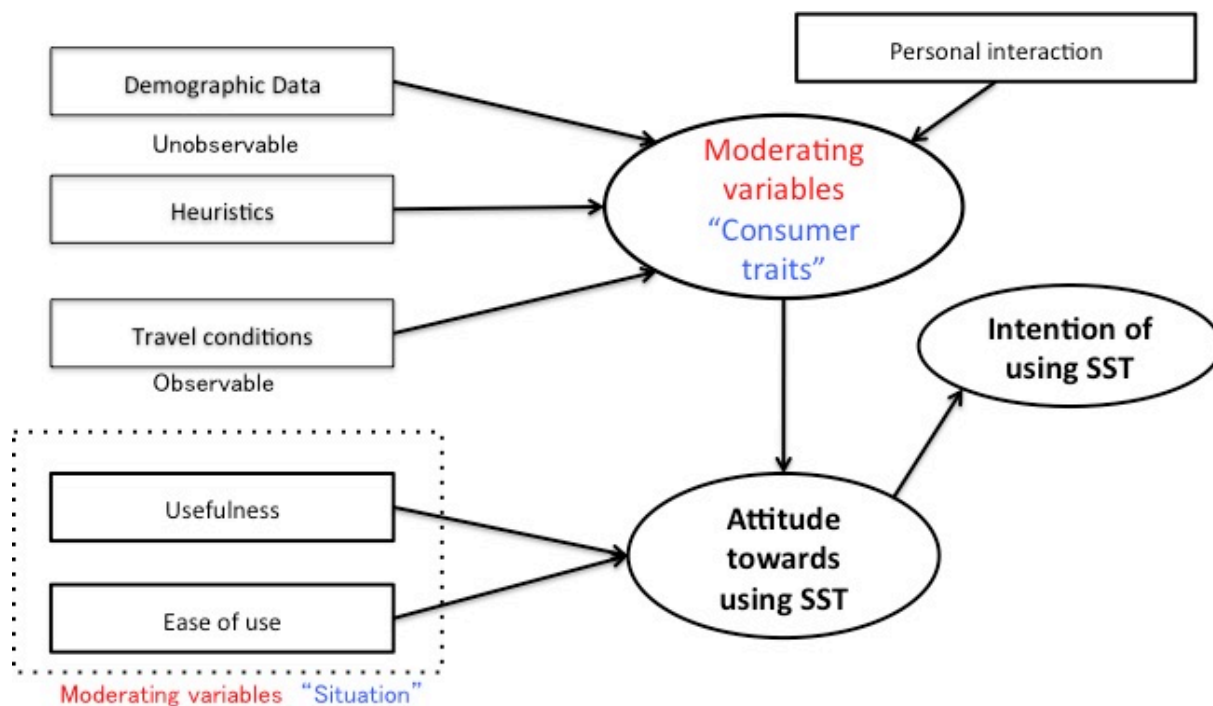 Personal interaction
Demographic Data
Unobservable
Heuristics
Travel conditions
Observable
Moderating
variables
“Consumer
traits”
Intention of
using SST
Usefulness
Ease of use
Attitude
towards
using SST
Moderating variables “Situation”